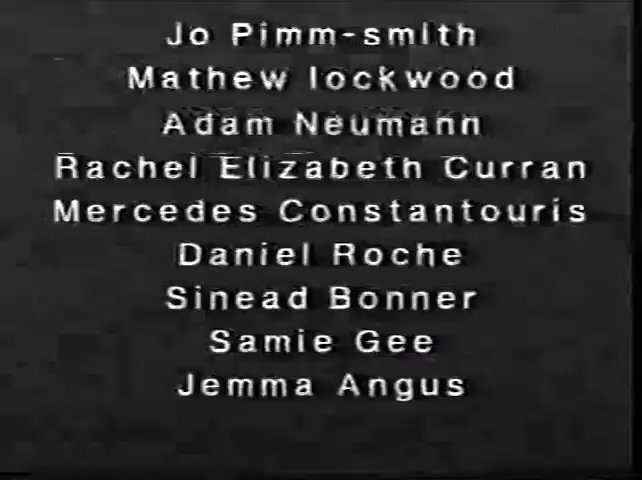 Jo Pimm-smith
Mathew lockwood
Adam Neumann
Rachel Elizabeth Curran
Mercedes Constantouris
Daniel Roche
Sinead Bonner
Samie Gee
Jemma Angus